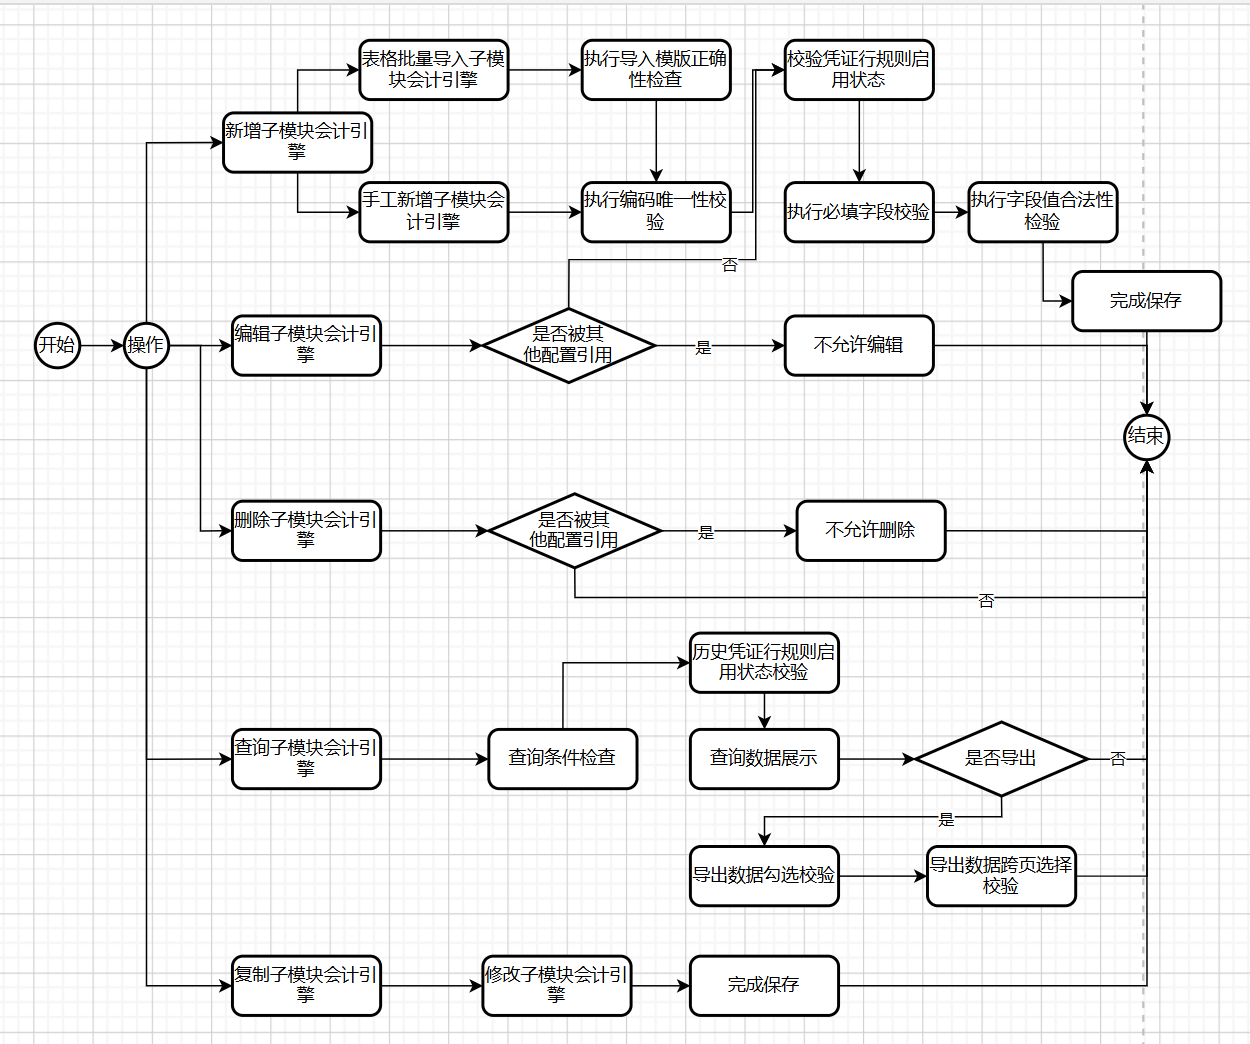 表格批量导入子模
块会计引擎
执行导入模版正确
性检查
校验凭证行规则启
用状态
新增子模块会计引
擎
手工新增子模块会
计引擎
执行编码唯一性校
验
执行必填字段校验
执行字段值合法性
检验
否
完成保存
开始
操作
编辑子模块会计引
擎
是否被其
他配置引用
是
不允许编辑
结束
删除子模块会计引
擎
是否被其
他配置引用
是
不允许删除
否
历史凭证行规则启
用状态校验
查询子模块会计引
擎
查询条件检查
查询数据展示
是否导出
否
是
导出数据勾选校验
导出数据跨页选择
校验
复制子模块会计引
擎
修改子模块会计引
擎
完成保存